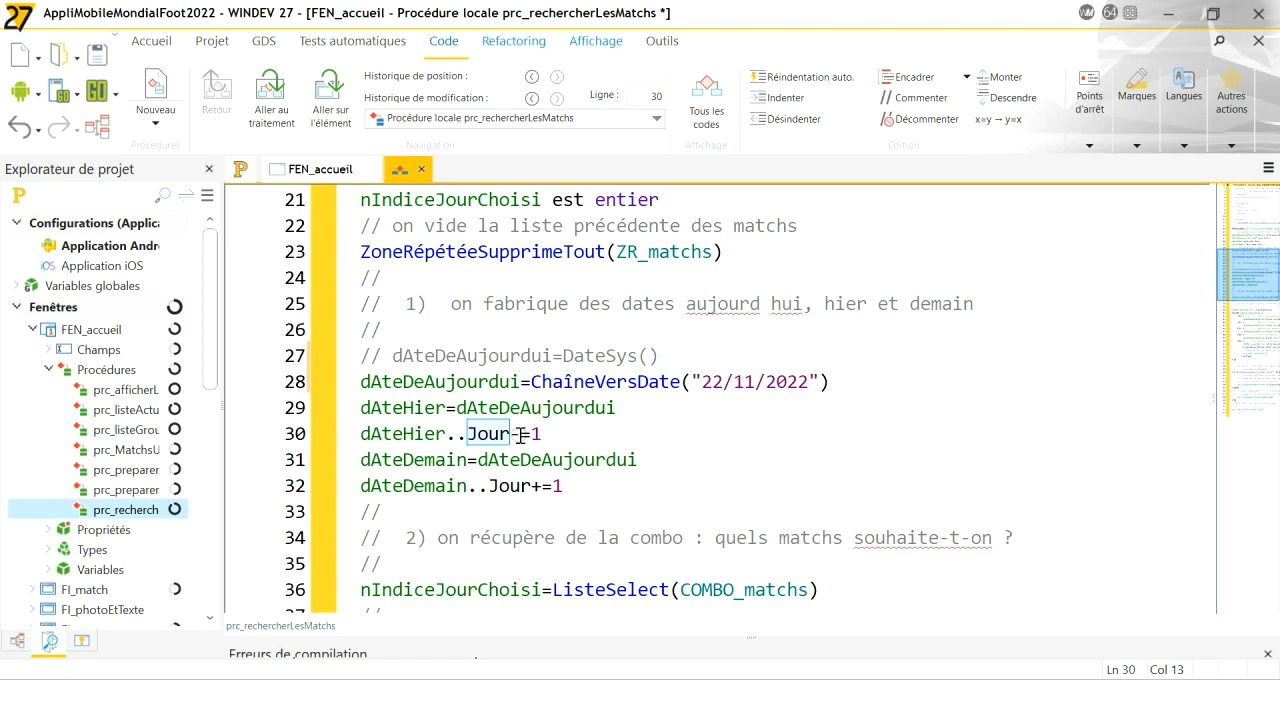 27
AppliMobileMondialFoot2022 - WINDEV 27 - [FEN_accueil - Procédure locale prc_rechercherLesMatchs *]
64
Accueil Projet GDS Tests automatiques Code Refactoring Affichage Outils
Nouveau
Procédures
Retour
Aller au traitement
Aller sur l'élément
Historique de position :
Historique de modification :
Ligne : 30
Procédure locale prc_rechercherLesMatchs
Navigation
Tous les codes
Affichage
Réindentation auto.
Indenter
Désindenter
Encadrer
// Commenter
Décommenter
Monter
Descendre
x=y → y=x
Edition
Points d'arrêt
Marques
Langues
Autres actions
Explorateur de projet
FEN_accueil
Configurations (Applica
Application Andr
iOS Application iOS
Variables globales
Fenêtres
FEN_accueil
Champs
Procédures
prc_afficherL
prc_listeActu
prc_listeGrou
prc_MatchsU
prc_preparer
prc_preparer
prc_recherch
Propriétés
Types
Variables
FI_match
FI_photoEtTexte
21 nIndiceJourChoisi est entier
22 // on vide la liste précédente des matchs
23 ZoneRépétéeSupprimeTout(ZR_matchs)
24 //
25 // 1) on fabrique des dates aujourd hui, hier et demain
26 //
27 // dAteDeAujourdui=DateSys()
28 dAteDeAujourdui=ChaîneVersDate("22/11/2022")
29 dAteHier=dAteDeAujourdui
30 dAteHier..Jour-=1
31 dAteDemain=dAteDeAujourdui
32 dAteDemain..Jour+=1
33 //
34 // 2) on récupère de la combo : quels matchs souhaite-t-on ?
35 //
36 nIndiceJourChoisi=ListeSelect(COMBO_matchs)
37 //
prc_rechercherLesMatchs
Erreurs de compilation
Ln 30 Col 13